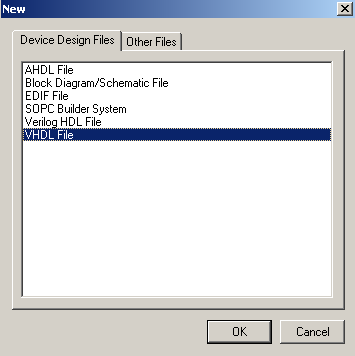 New
Device Design Files Other Files
AHDL File
Block Diagram/Schematic File
EDIF File
SOPC Builder System
Verilog HDL File
VHDL File
OK Cancel